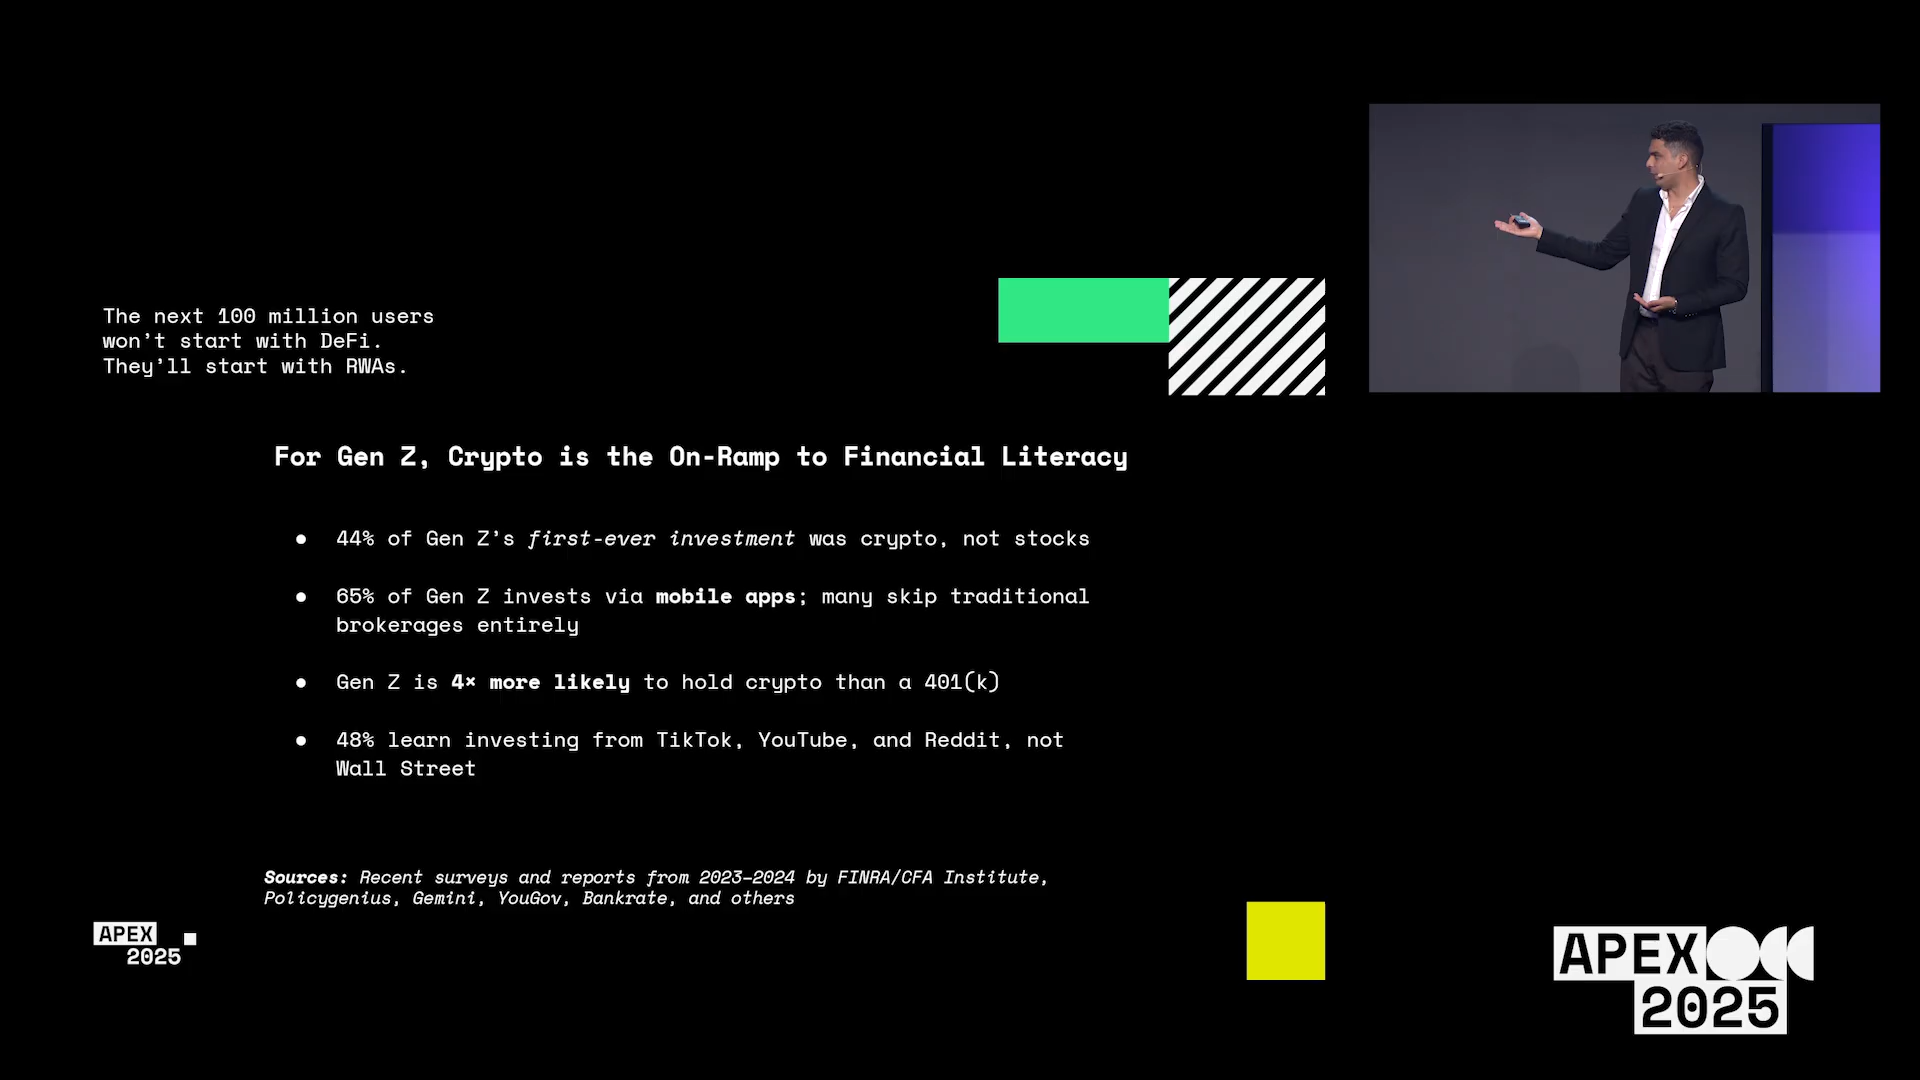 The next 100 million users
won’t start with DeFi.
They’ll start with RWAs.
For Gen Z, Crypto is the On-Ramp to Financial Literacy
● 44% of Gen Z’s first-ever investment was crypto, not stocks
● 65% of Gen Z invests via mobile apps; many skip traditional
brokerages entirely
● Gen Z is 4× more likely to hold crypto than a 401(k)
● 48% learn investing from TikTok, YouTube, and Reddit, not
Wall Street
Sources: Recent surveys and reports from 2023–2024 by FINRA/CFA Institute,
Policygenius, Gemini, YouGov, Bankrate, and others
APEX
2025
APEX
2025